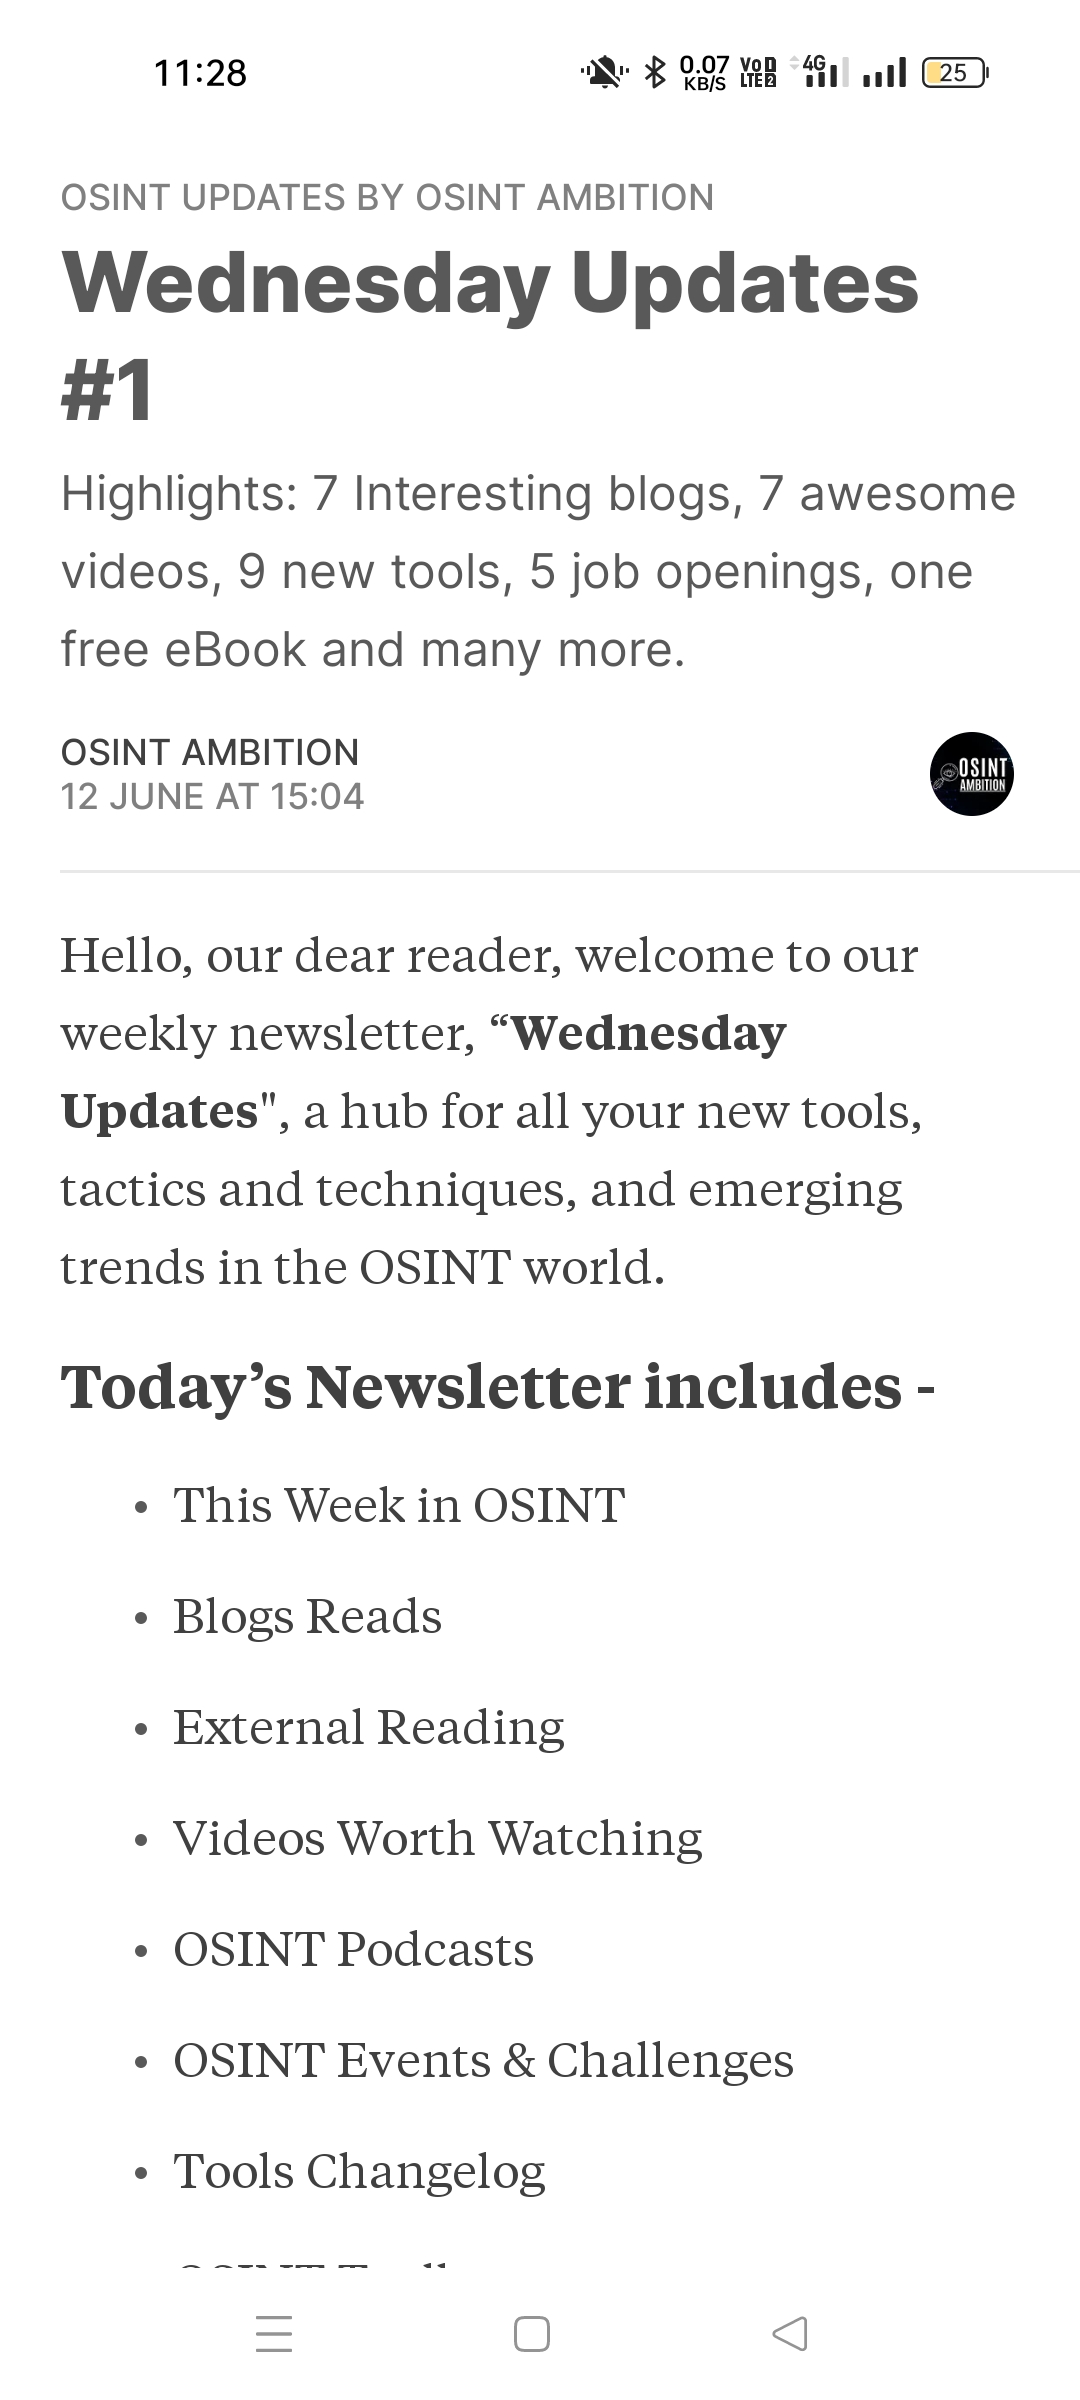 11:28
0.07 KB/S
Vo 1 LTE 2
4G
25
OSINT UPDATES BY OSINT AMBITION
Wednesday Updates
#1
Highlights: 7 Interesting blogs, 7 awesome
videos, 9 new tools, 5 job openings, one
free eBook and many more.
OSINT AMBITION
12 JUNE AT 15:04
OSINT
AMBITION
Hello, our dear reader, welcome to our
weekly newsletter, “Wednesday
Updates", a hub for all your new tools,
tactics and techniques, and emerging
trends in the OSINT world.
Today’s Newsletter includes -
• This Week in OSINT
• Blogs Reads
• External Reading
• Videos Worth Watching
• OSINT Podcasts
• OSINT Events & Challenges
• Tools Changelog